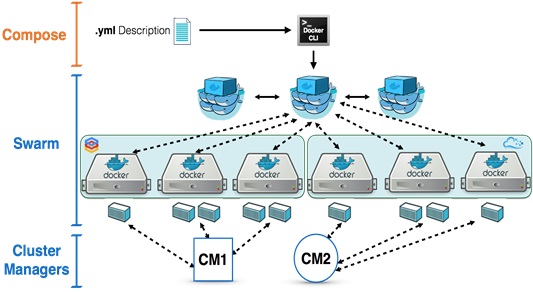 Compose
.yml Description
>_
Docker
CLI
Swarm
docker
docker
docker
docker
docker
docker
Cluster
Managers
CM1
CM2